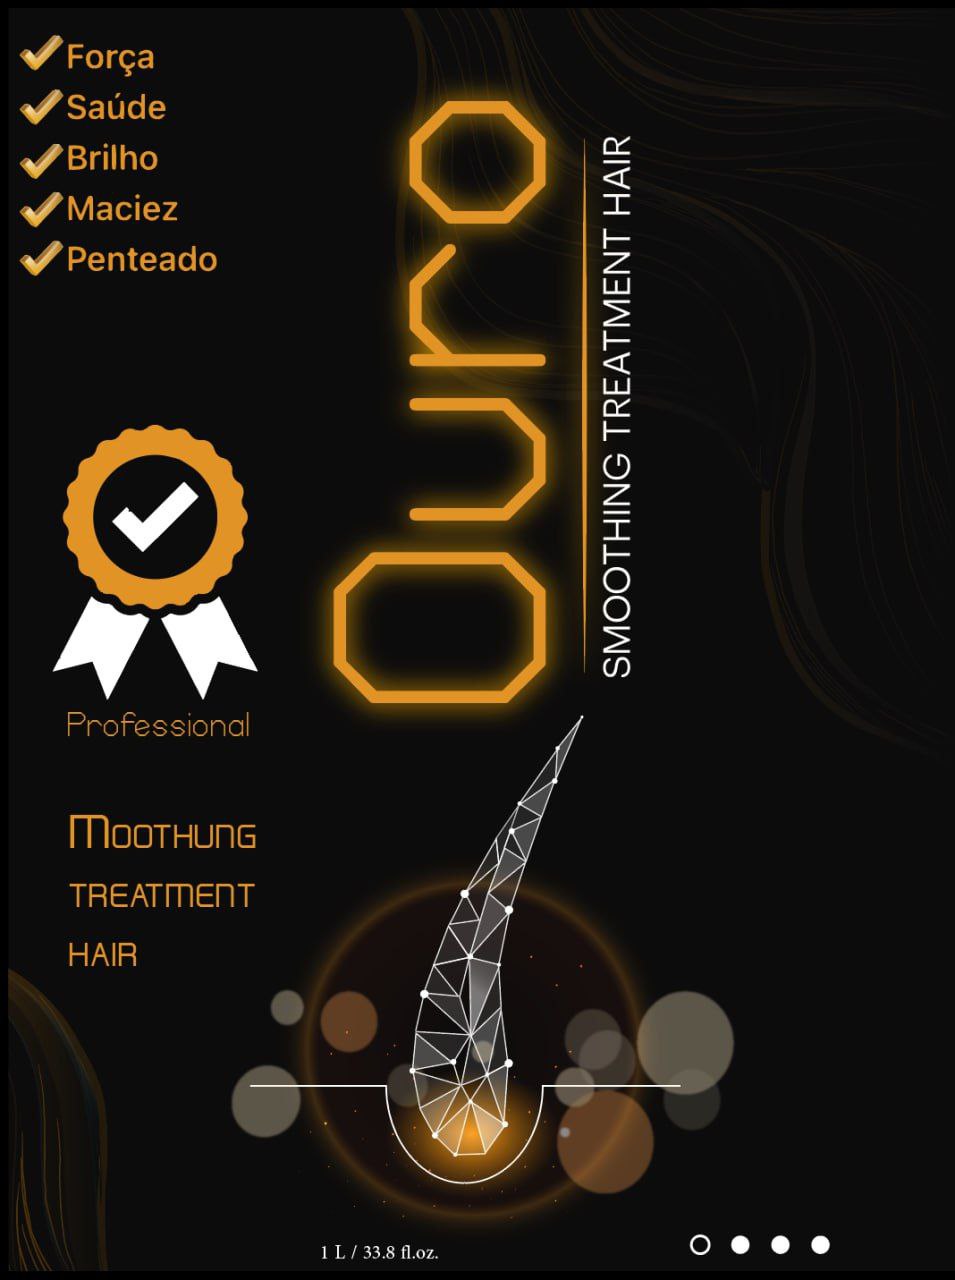 Força
Saúde
Brilho
Maciez
Penteado
Ouro
SMOOTHING TREATMENT HAIR
Professional
MOOTHUNG
TREATMENT
HAIR
1 L / 33.8 fl.oz.